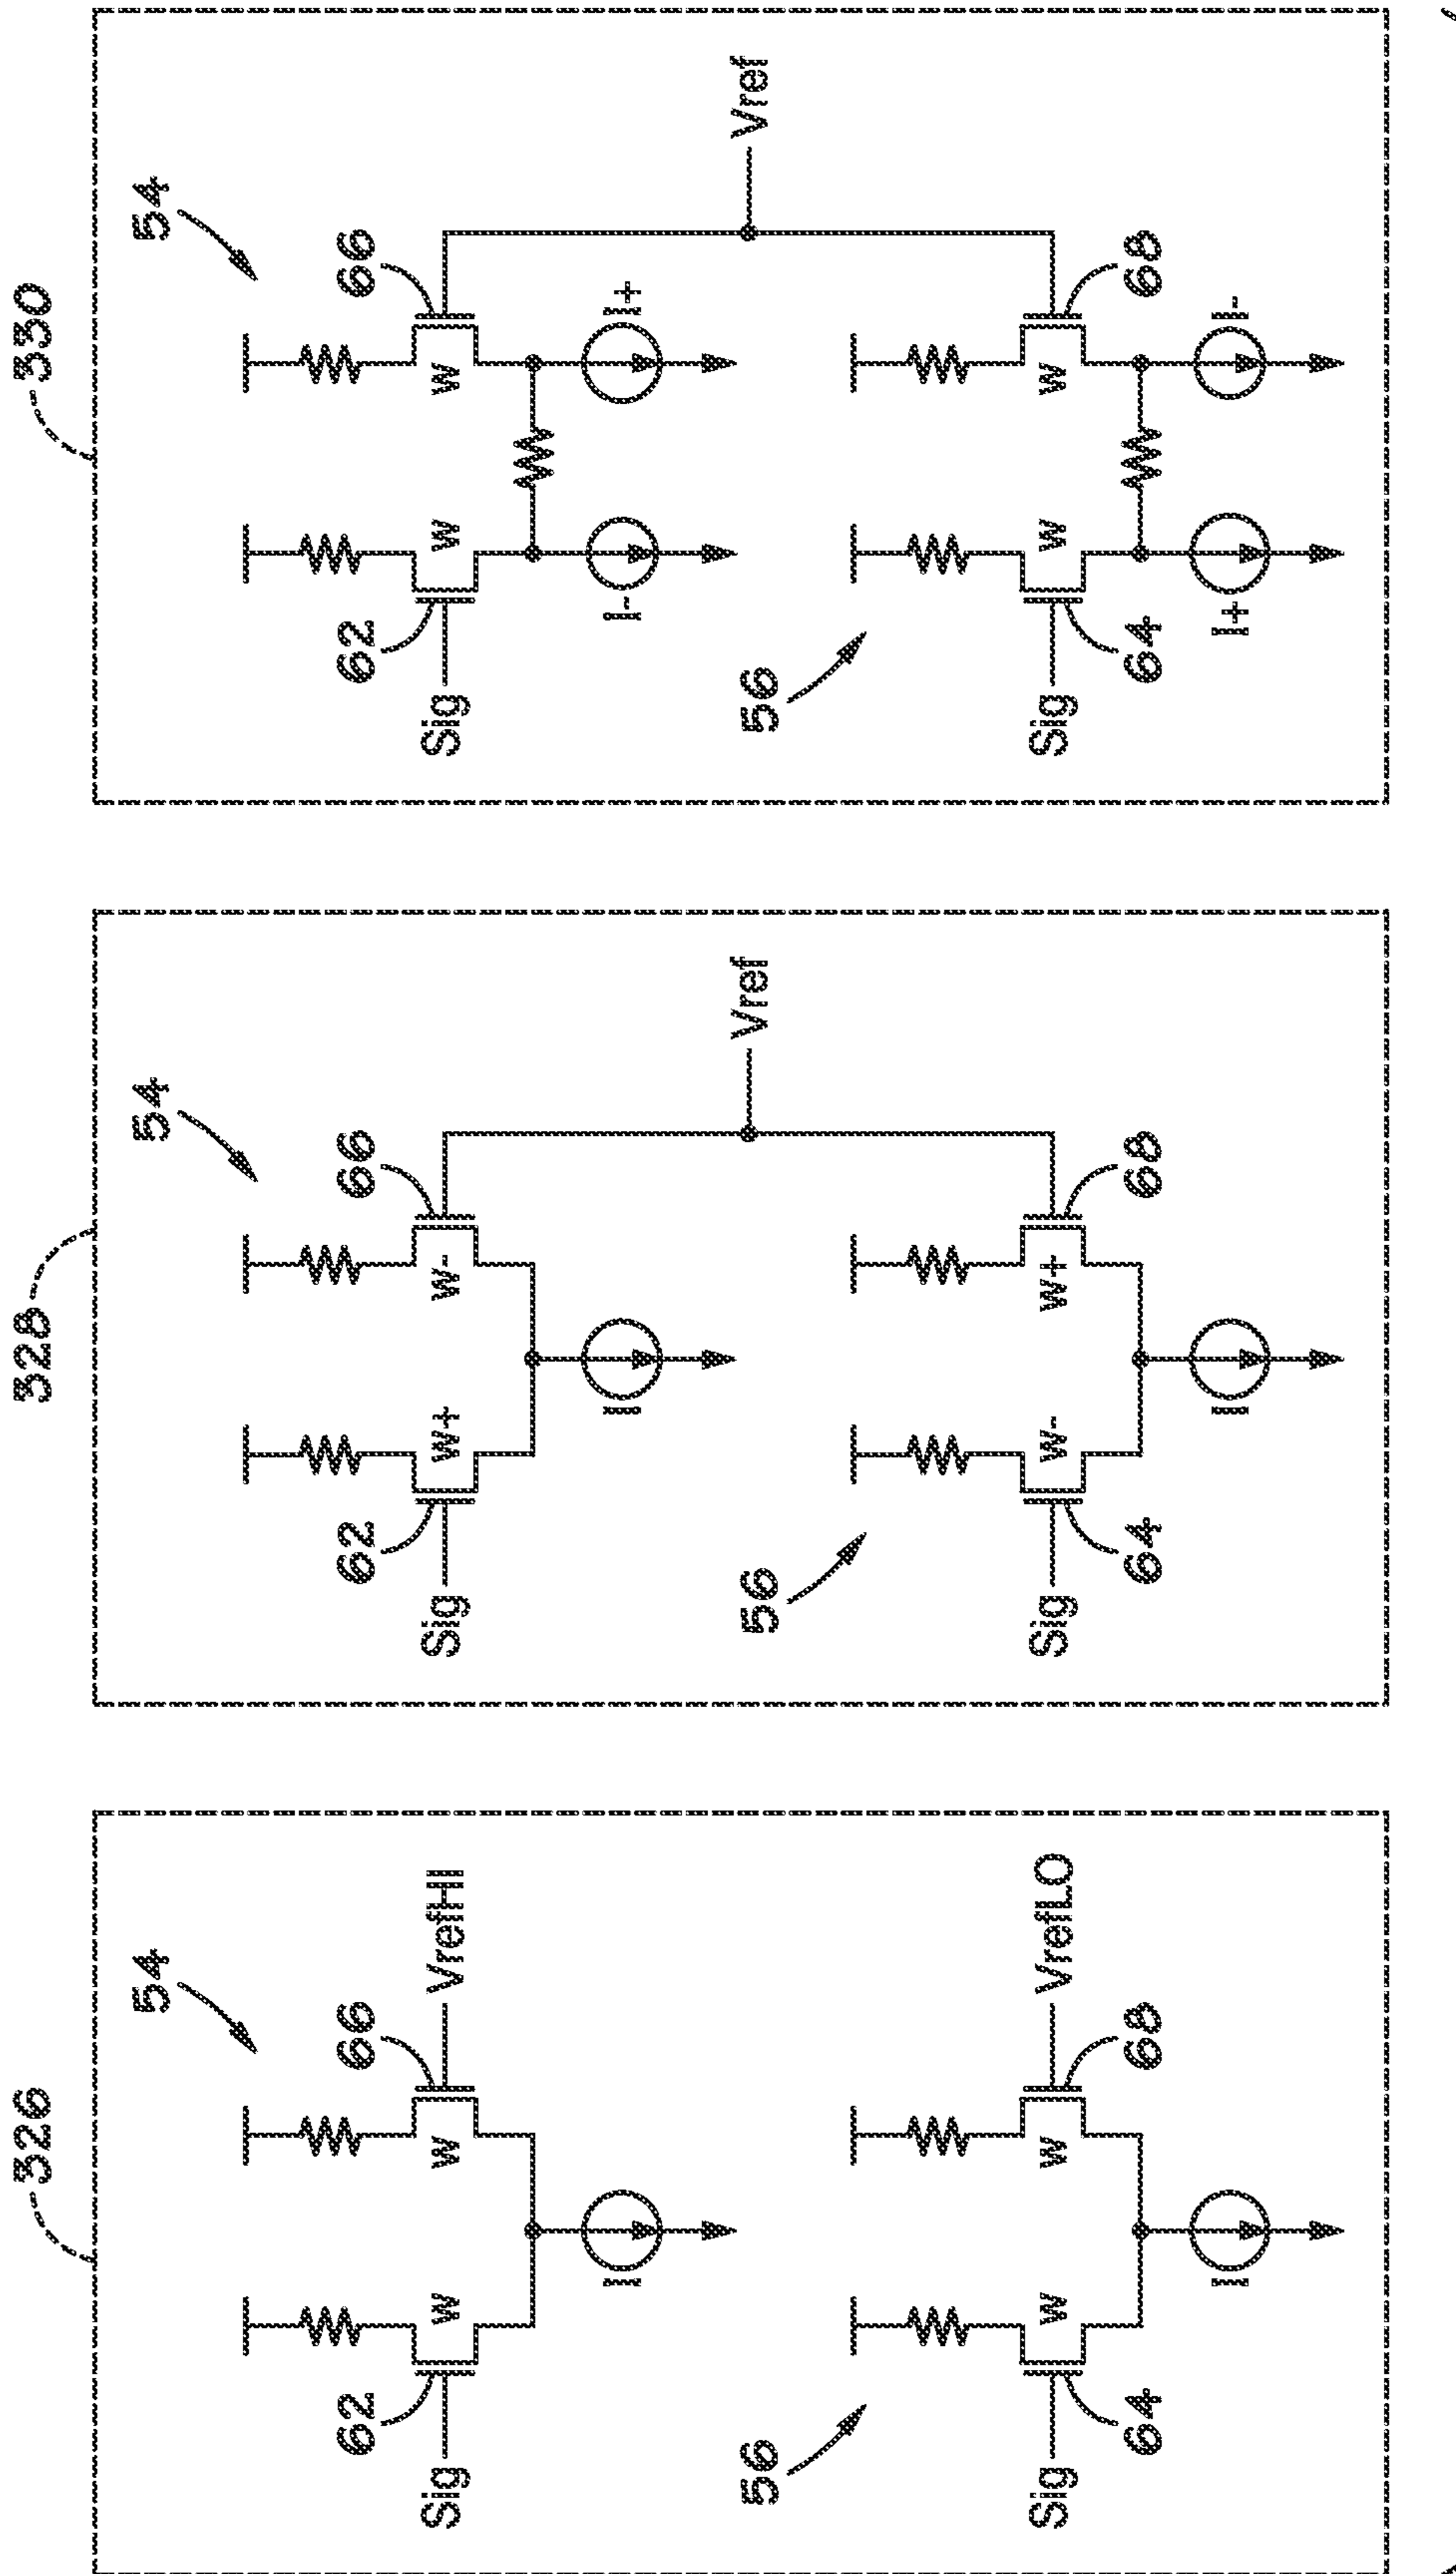 326
54
62
66
W
W
Sig
VrefHI
I
56
64
68
W
W
Sig
VrefLO
I
328
54
62
66
W+
W-
Sig
I
Vref
56
64
68
W-
W+
Sig
I
330
54
62
66
W
W
Sig
I-
I+
Vref
56
64
68
W
W
Sig
I+
I-